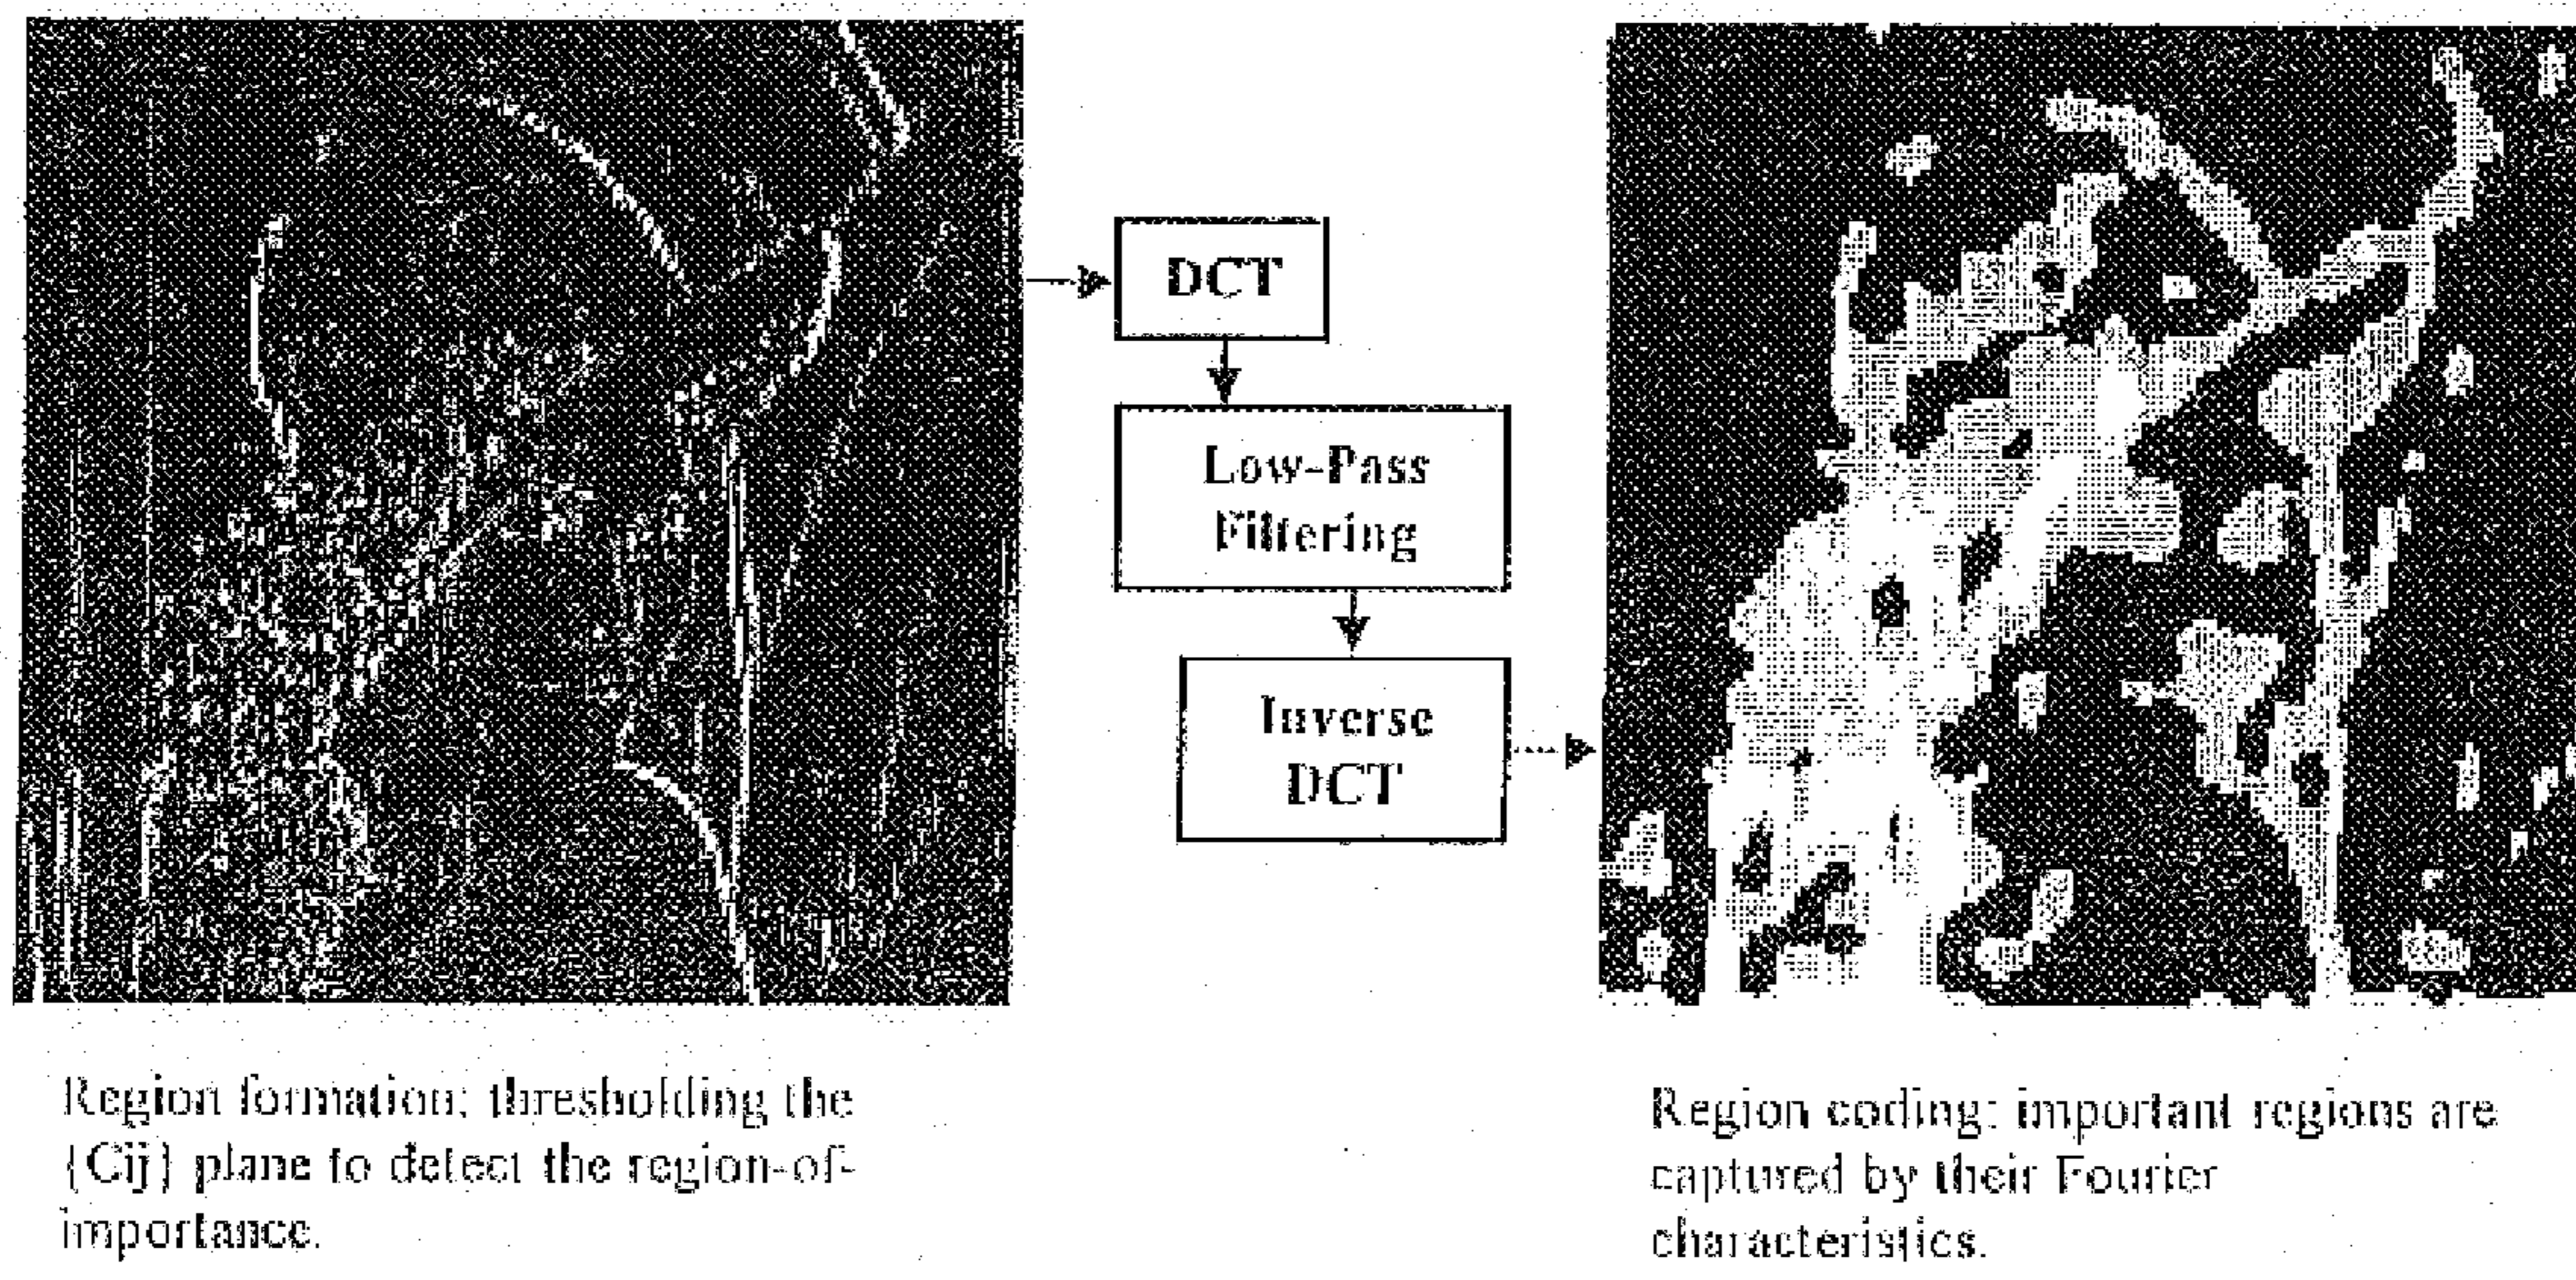 DCT
Low-Pass
Filtering
Inverse
DCT
Region formation: thresholding the
{Cij} plane to detect the region-of-
importance.
Region coding: important regions are
captured by their Fourier
characteristics.